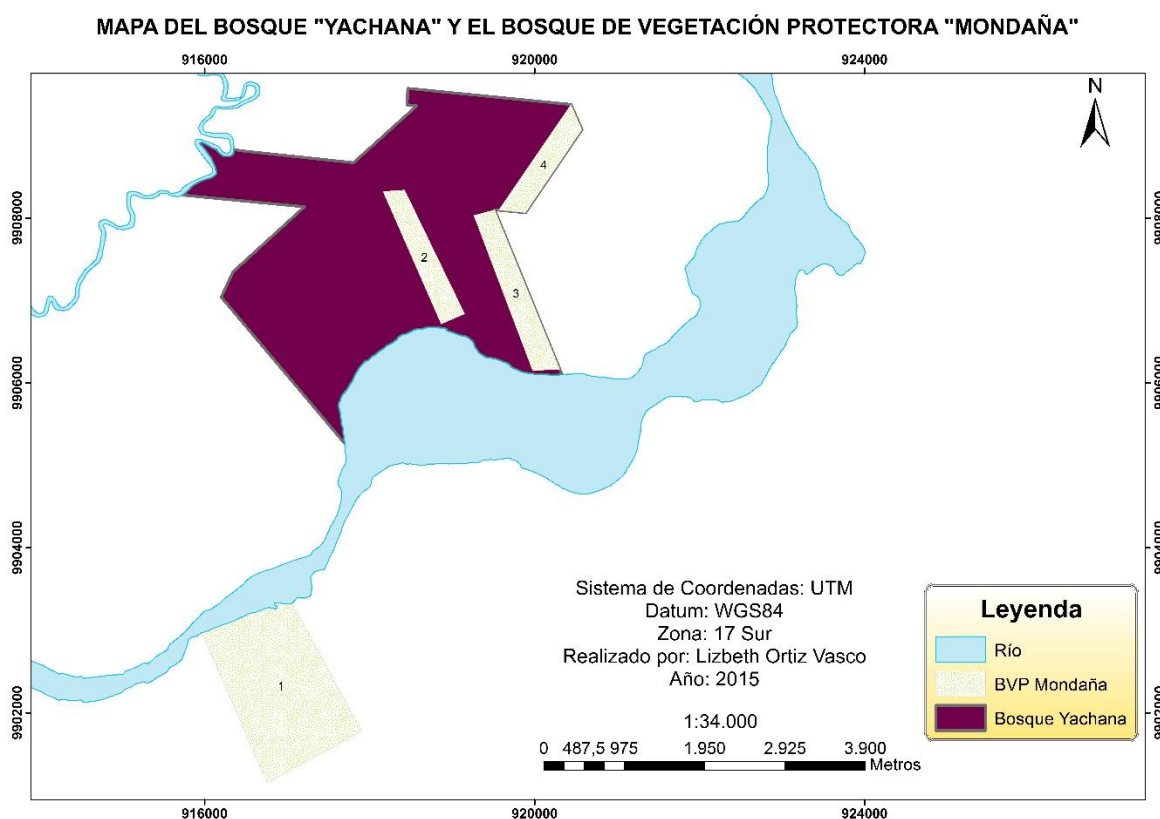 MAPA DEL BOSQUE "YACHANA" Y EL BOSQUE DE VEGETACIÓN PROTECTORA "MONDAÑA"
916000
920000
924000
N
9908000
9908000
9906000
9906000
9904000
9904000
9902000
9902000
4
2
3
1
Sistema de Coordenadas: UTM
Datum: WGS84
Zona: 17 Sur
Realizado por: Lizbeth Ortiz Vasco
Año: 2015
1:34.000
0 487,5 975 1.950 2.925 3.900
Metros
Leyenda
Río
BVP Mondaña
Bosque Yachana
916000
920000
924000